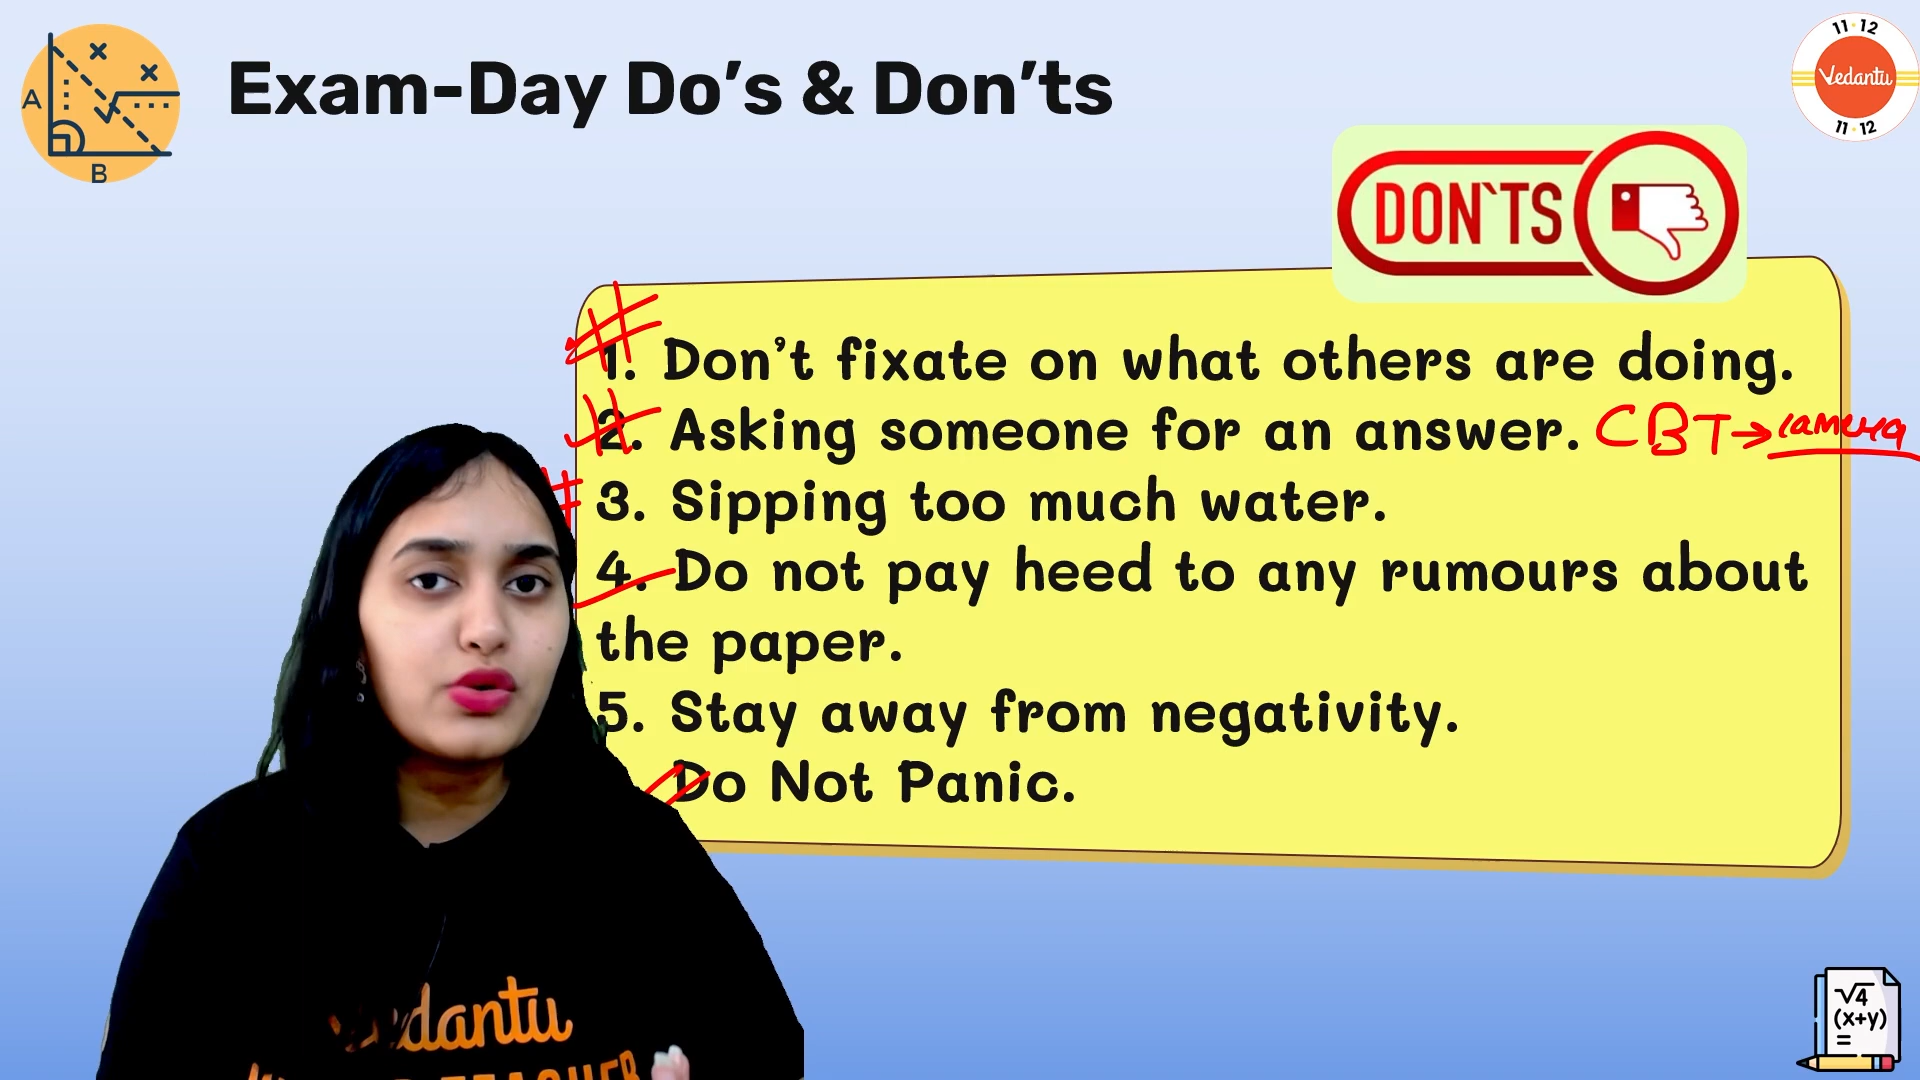 A
B
Exam-Day Do’s & Don’ts
11·12
Vedantu
11·12
DON`TS
1. Don’t fixate on what others are doing.
2. Asking someone for an answer. CBT→camera
3. Sipping too much water.
4. Do not pay heed to any rumours about
the paper.
5. Stay away from negativity.
Do Not Panic.
Vedantu
TEACHER
√4
(x+y)
=